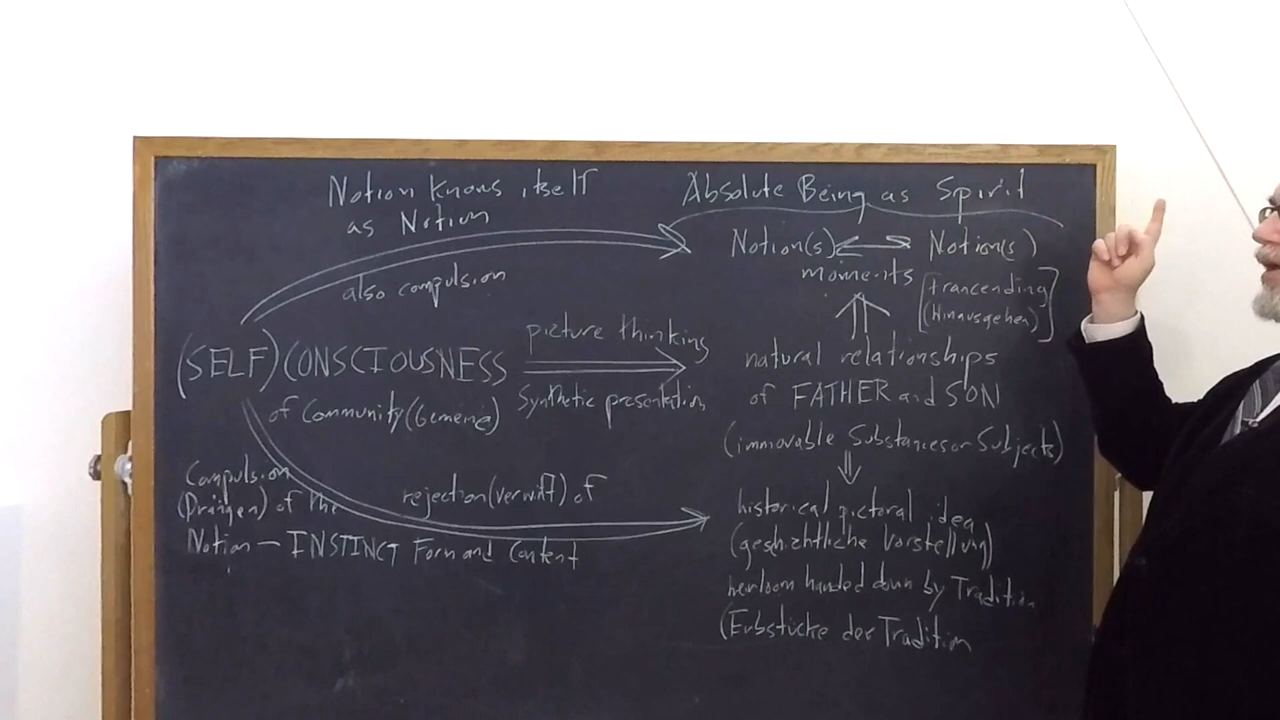 Notion knows itself
as Notion
also compulsion
Absolute Being as Spirit
Notion(s) Notion(s)
moments
[trancending
(Hinausgehen)]
(SELF)CONSCIOUSNESS
of Community (Gemeine)
picture thinking
Synthetic presentation
natural relationships
of FATHER and SON
(immovable Substances or Subjects)
Compulsion
(Drängen) of the
Notion — INSTINCT
rejection (verwirft) of
Form and Content
historical pictoral idea
(geshichtliche Vorstellung)
heirloom handed down by Tradition
(Erbstücke der Tradition